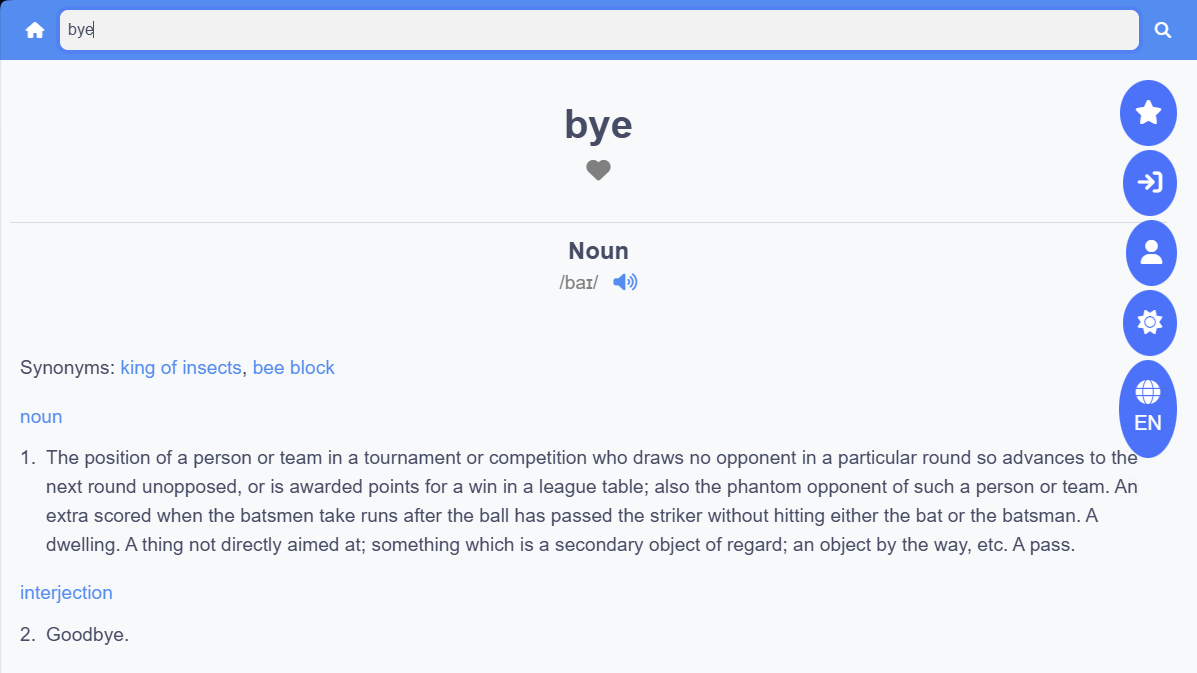 bye
bye
Noun
/baɪ/
Synonyms: king of insects, bee block
noun
1. The position of a person or team in a tournament or competition who draws no opponent in a particular round so advances to the
next round unopposed, or is awarded points for a win in a league table; also the phantom opponent of such a person or team. An
extra scored when the batsmen take runs after the ball has passed the striker without hitting either the bat or the batsman. A
dwelling. A thing not directly aimed at; something which is a secondary object of regard; an object by the way, etc. A pass.
interjection
2. Goodbye.
EN